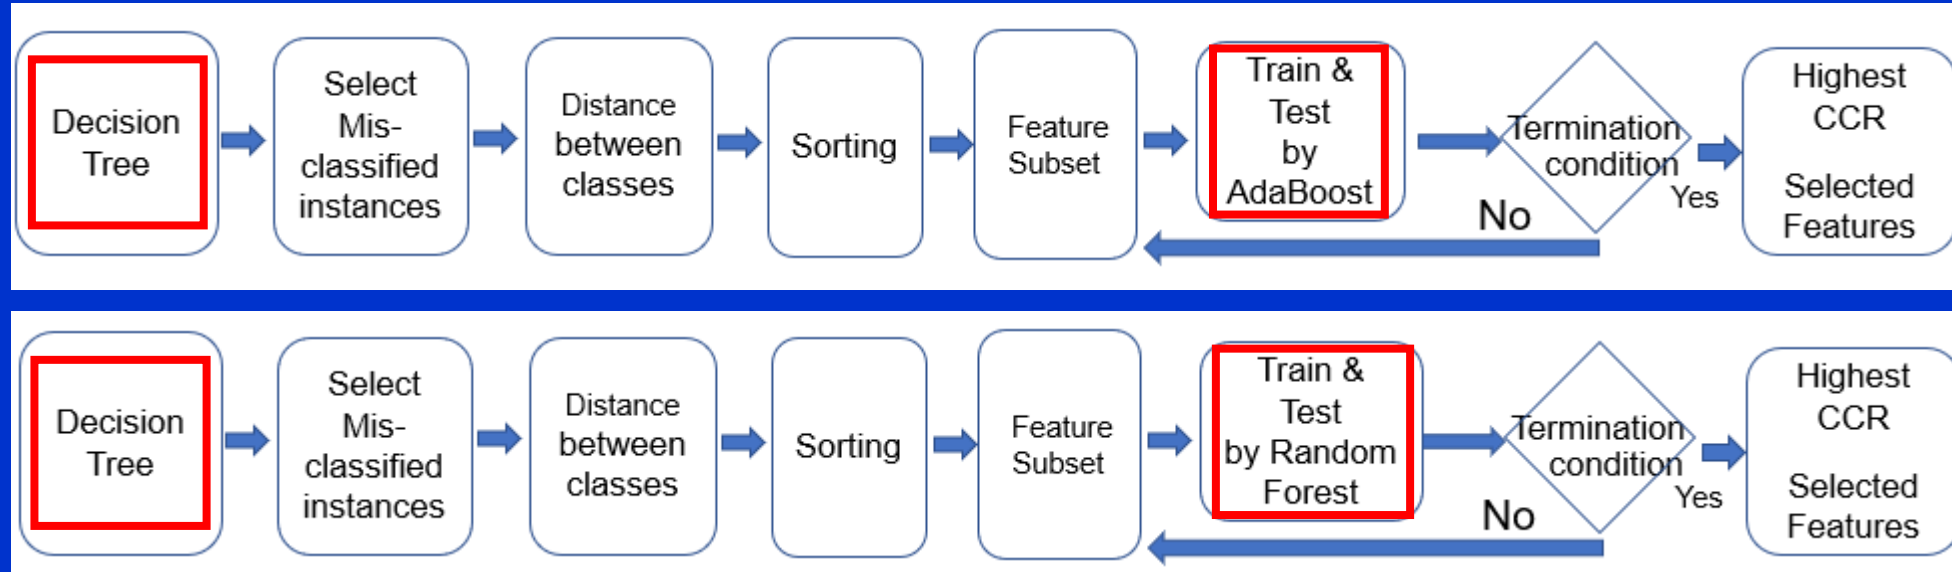 Decision
Tree
Select
Mis-
classified
instances
Distance
between
classes
Sorting
Feature
Subset
Train &
Test
by
AdaBoost
Termination
condition
Yes
No
Highest
CCR
Selected
Features
Decision
Tree
Select
Mis-
classified
instances
Distance
between
classes
Sorting
Feature
Subset
Train &
Test
by Random
Forest
Termination
condition
Yes
No
Highest
CCR
Selected
Features